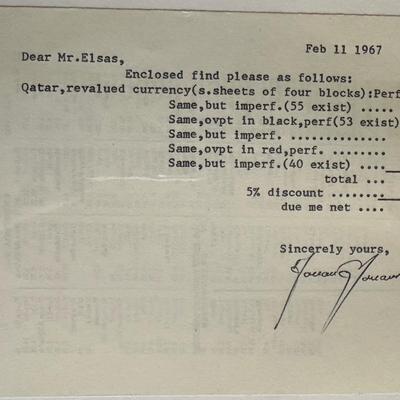 Feb 11 1967
Dear Mr.Elsas,
Enclosed find please as follows:
Qatar,revalued currency(s.sheets of four blocks):Perf
Same,but imperf.(55 exist) .....
Same,ovpt in black,perf(53 exist)
Same,but imperf. ..............
Same,ovpt in red,perf. ........
Same,but imperf.(40 exist) ....
total ...
5% discount ........
due me net ....
Sincerely yours,